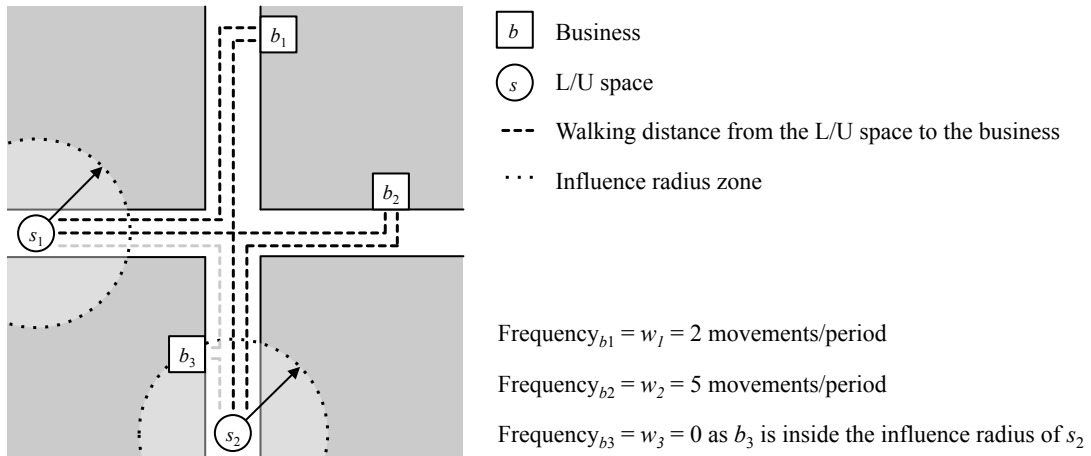 b1
b2
s1
b3
s2
b Business
s L/U space
Walking distance from the L/U space to the business
Influence radius zone
Frequencyb1 = w1 = 2 movements/period
Frequencyb2 = w2 = 5 movements/period
Frequencyb3 = w3 = 0 as b3 is inside the influence radius of s2